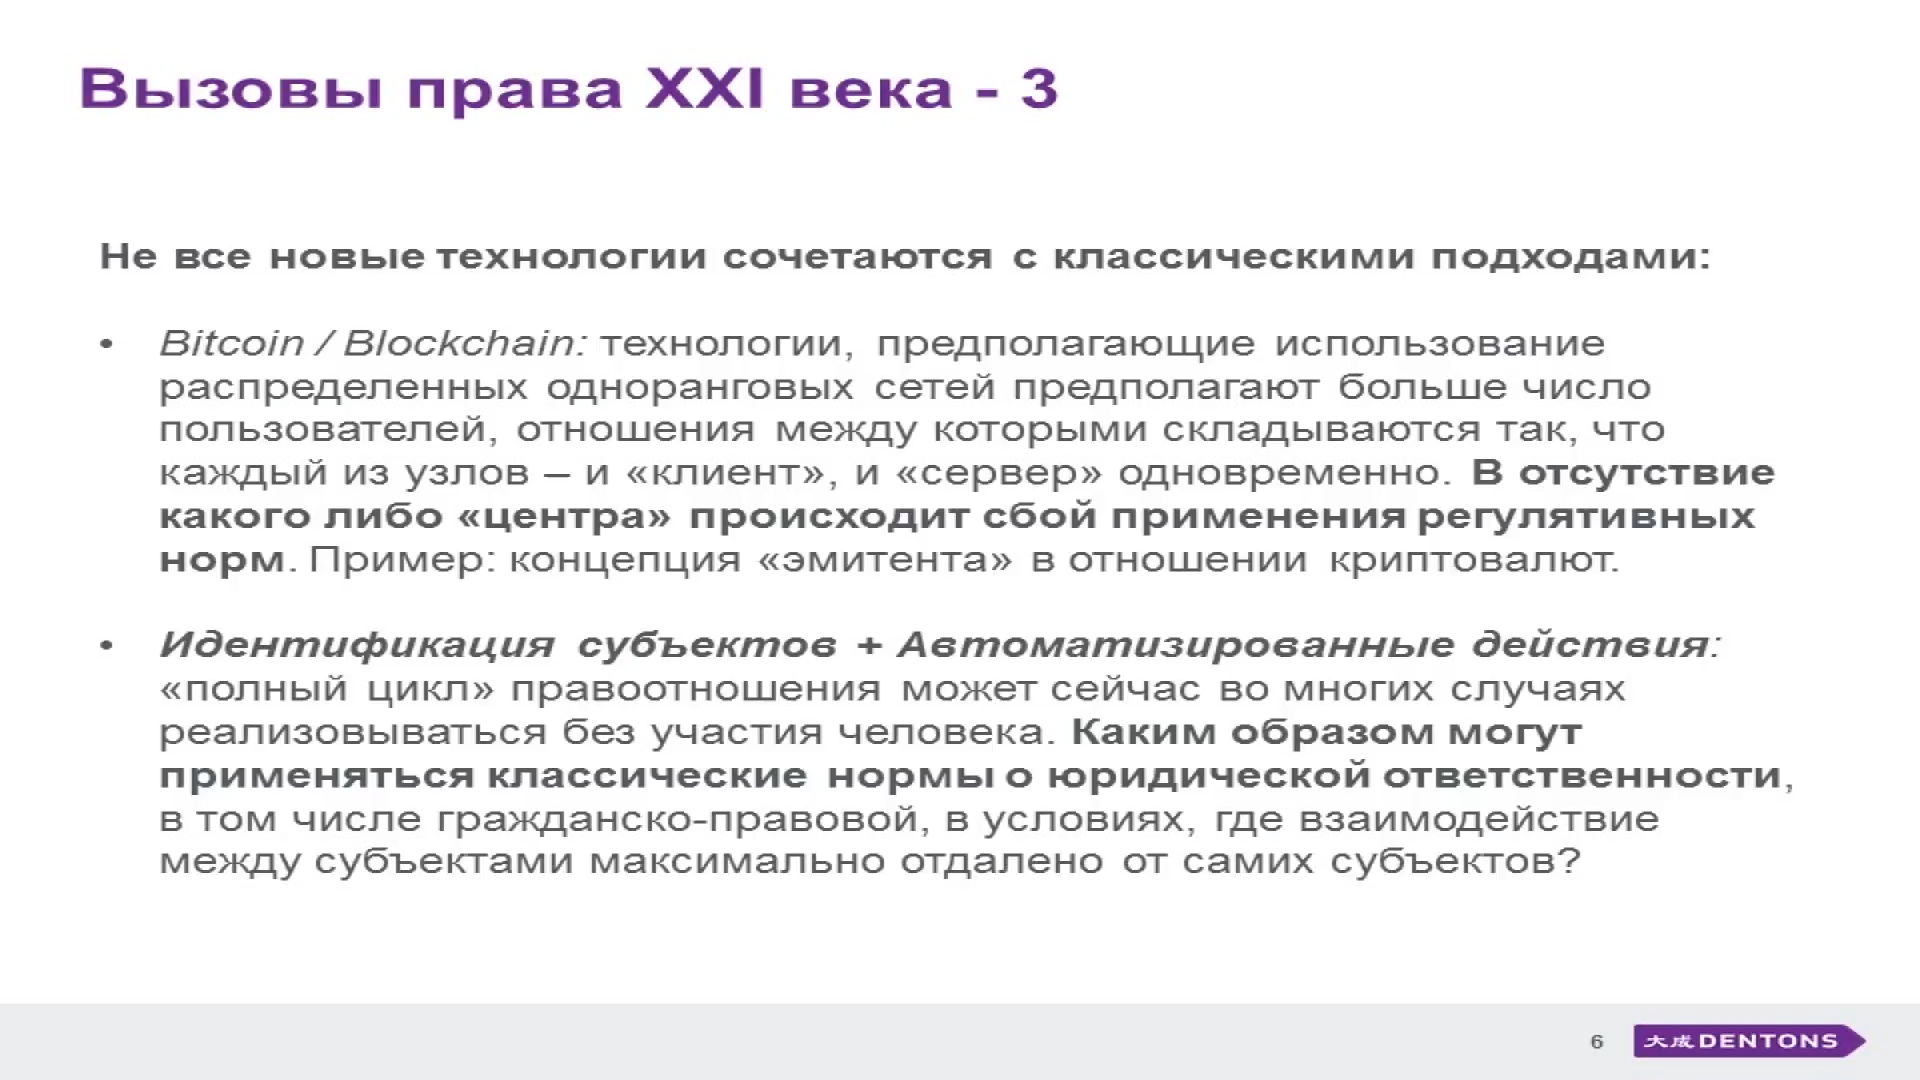 Вызовы права XXI века - 3
Не все новые технологии сочетаются с классическими подходами:
• Bitcoin / Blockchain: технологии, предполагающие использование
распределенных одноранговых сетей предполагают больше число
пользователей, отношения между которыми складываются так, что
каждый из узлов – и «клиент», и «сервер» одновременно. В отсутствие
какого либо «центра» происходит сбой применения регулятивных
норм. Пример: концепция «эмитента» в отношении криптовалют.
• Идентификация субъектов + Автоматизированные действия:
«полный цикл» правоотношения может сейчас во многих случаях
реализовываться без участия человека. Каким образом могут
применяться классические нормы о юридической ответственности,
в том числе гражданско-правовой, в условиях, где взаимодействие
между субъектами максимально отдалено от самих субъектов?
6 大成 DENTONS